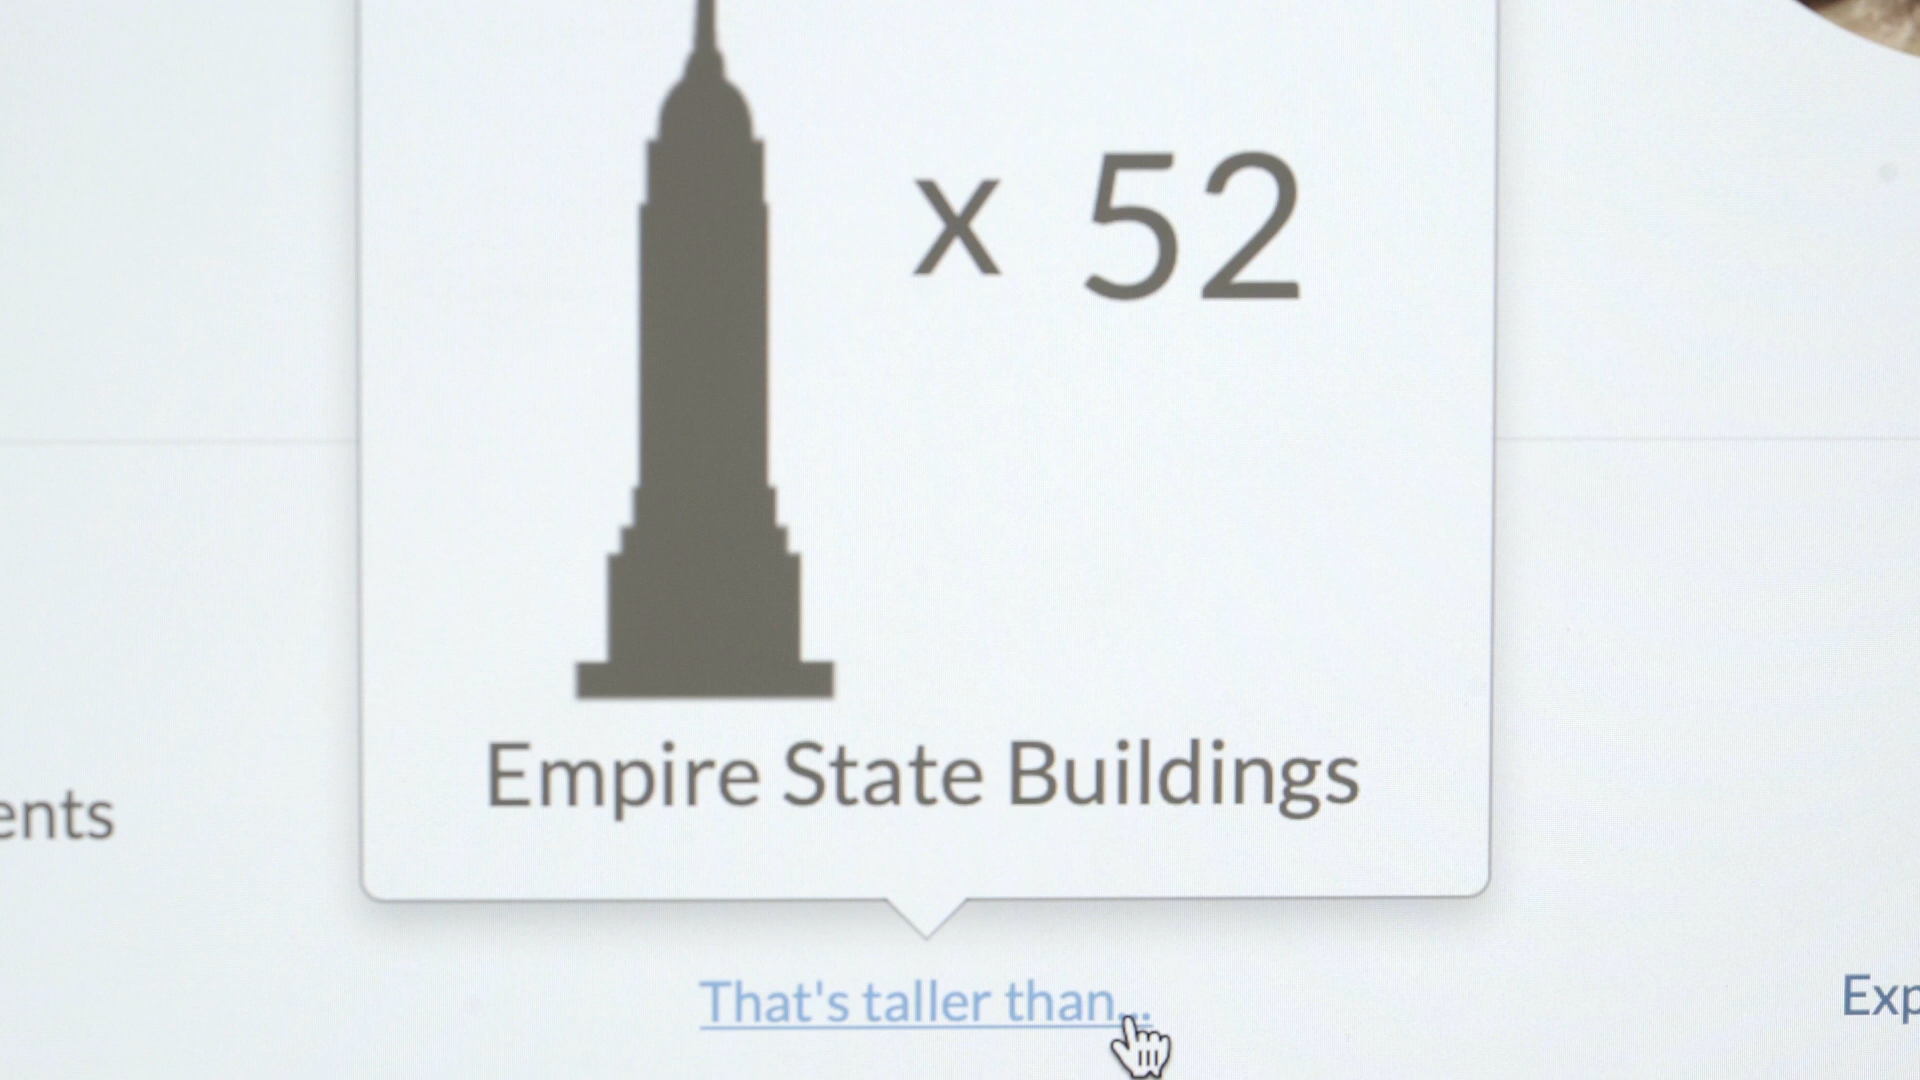 x 52
Empire State Buildings
ents
That's taller than...
Exp